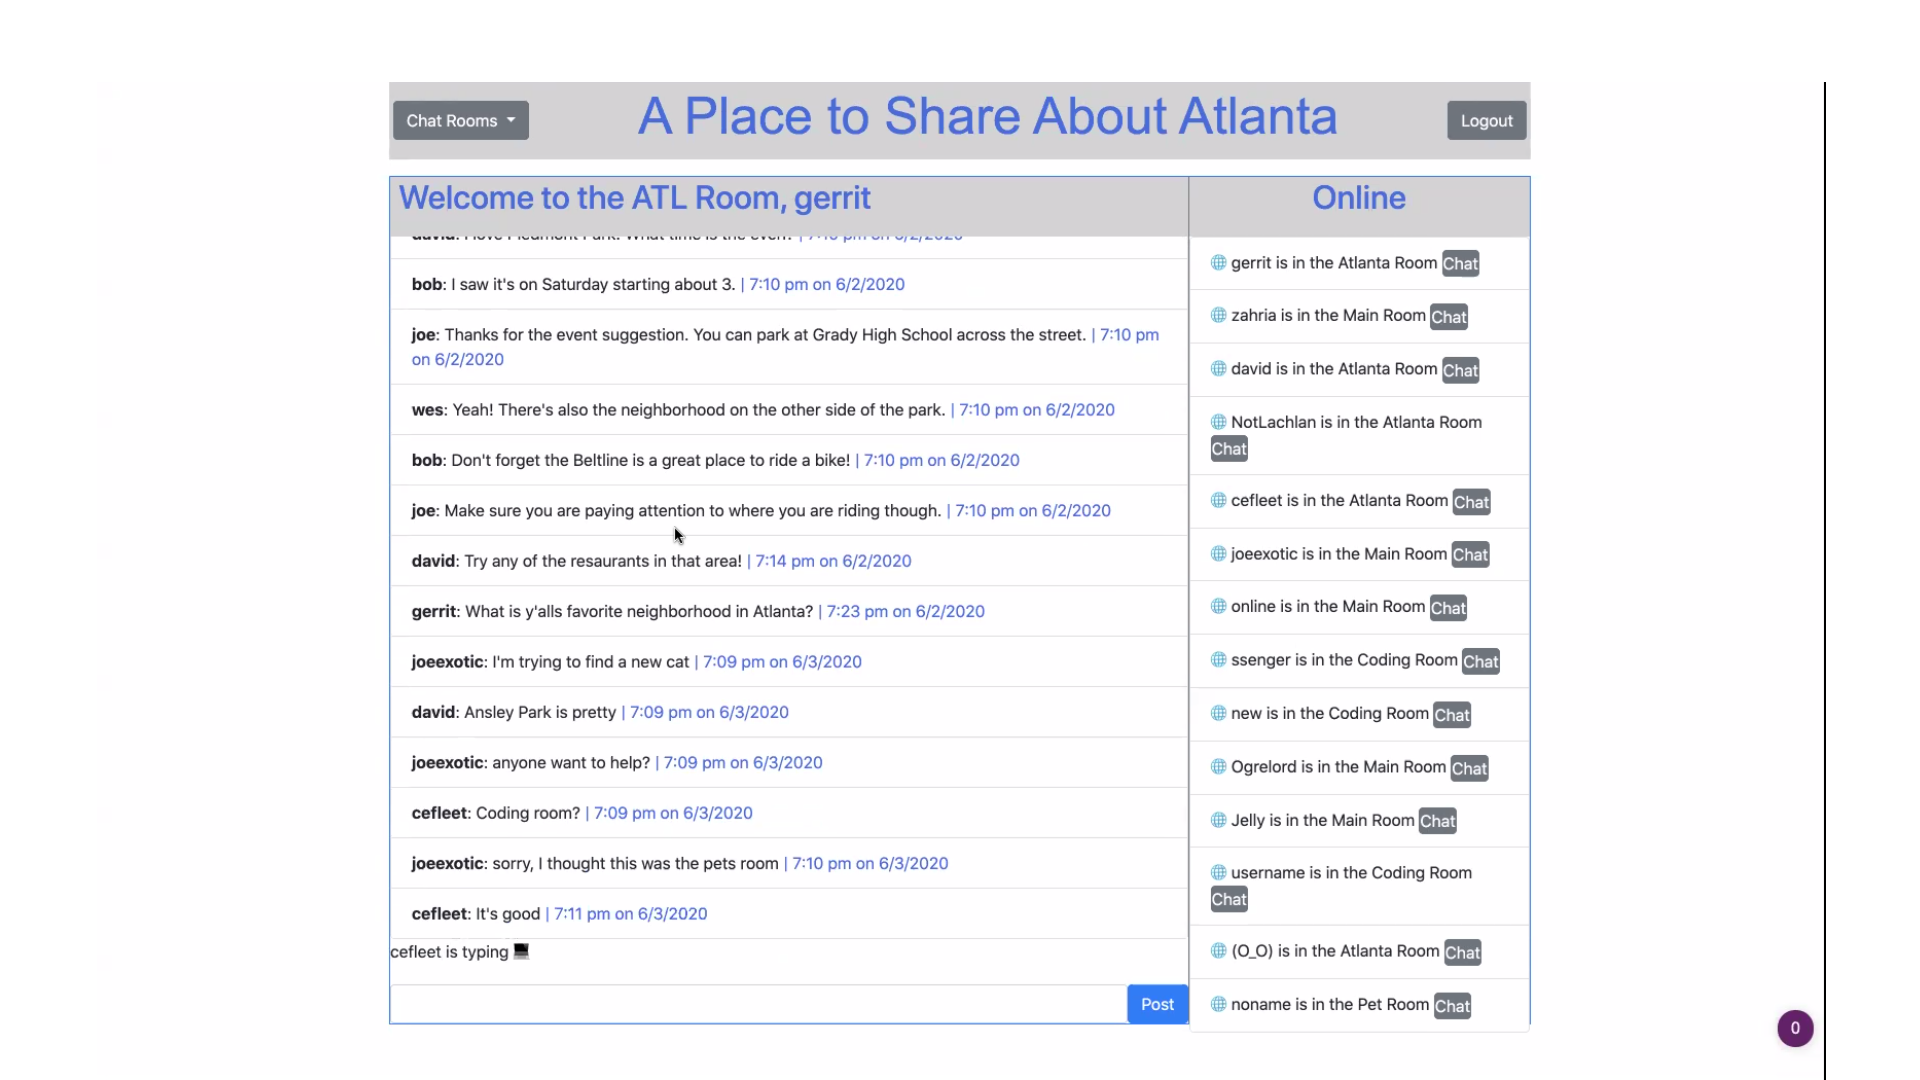 Chat Rooms
A Place to Share About Atlanta
Logout
Welcome to the ATL Room, gerrit
bob: I saw it's on Saturday starting about 3. | 7:10 pm on 6/2/2020
joe: Thanks for the event suggestion. You can park at Grady High School across the street. | 7:10 pm
on 6/2/2020
wes: Yeah! There's also the neighborhood on the other side of the park. | 7:10 pm on 6/2/2020
bob: Don't forget the Beltline is a great place to ride a bike! | 7:10 pm on 6/2/2020
joe: Make sure you are paying attention to where you are riding though. | 7:10 pm on 6/2/2020
david: Try any of the resaurants in that area! | 7:14 pm on 6/2/2020
gerrit: What is y'alls favorite neighborhood in Atlanta? | 7:23 pm on 6/2/2020
joeexotic: I'm trying to find a new cat | 7:09 pm on 6/3/2020
david: Ansley Park is pretty | 7:09 pm on 6/3/2020
joeexotic: anyone want to help? | 7:09 pm on 6/3/2020
cefleet: Coding room? | 7:09 pm on 6/3/2020
joeexotic: sorry, I thought this was the pets room | 7:10 pm on 6/3/2020
cefleet: It's good | 7:11 pm on 6/3/2020
cefleet is typing
Post
Online
gerrit is in the Atlanta Room Chat
zahria is in the Main Room Chat
david is in the Atlanta Room Chat
NotLachlan is in the Atlanta Room
Chat
cefleet is in the Atlanta Room Chat
joeexotic is in the Main Room Chat
online is in the Main Room Chat
ssenger is in the Coding Room Chat
new is in the Coding Room Chat
Ogrelord is in the Main Room Chat
Jelly is in the Main Room Chat
username is in the Coding Room
Chat
(O_O) is in the Atlanta Room Chat
noname is in the Pet Room Chat
0